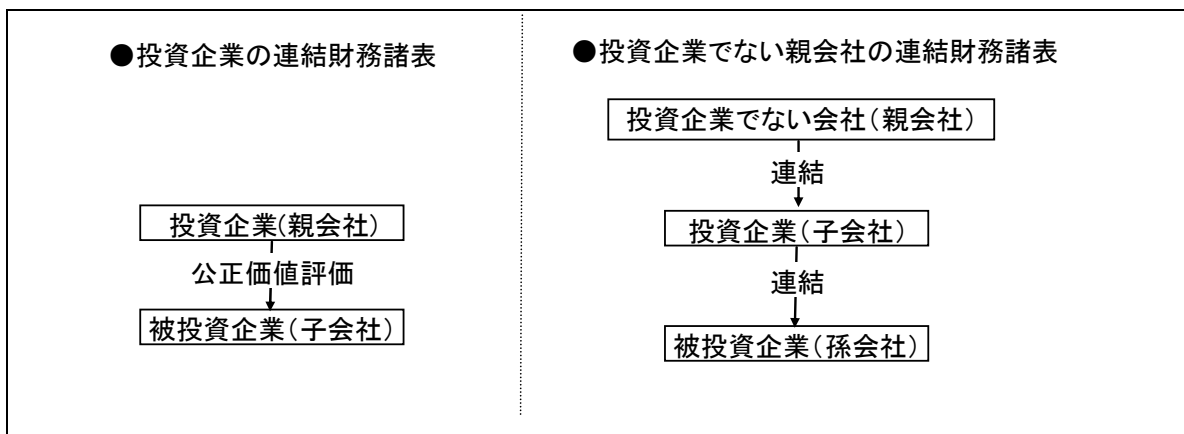 ●投資企業の連結財務諸表
投資企業(親会社)
公正価値評価
被投資企業(子会社)
●投資企業でない親会社の連結財務諸表
投資企業でない会社(親会社)
連結
投資企業(子会社)
連結
被投資企業(孫会社)